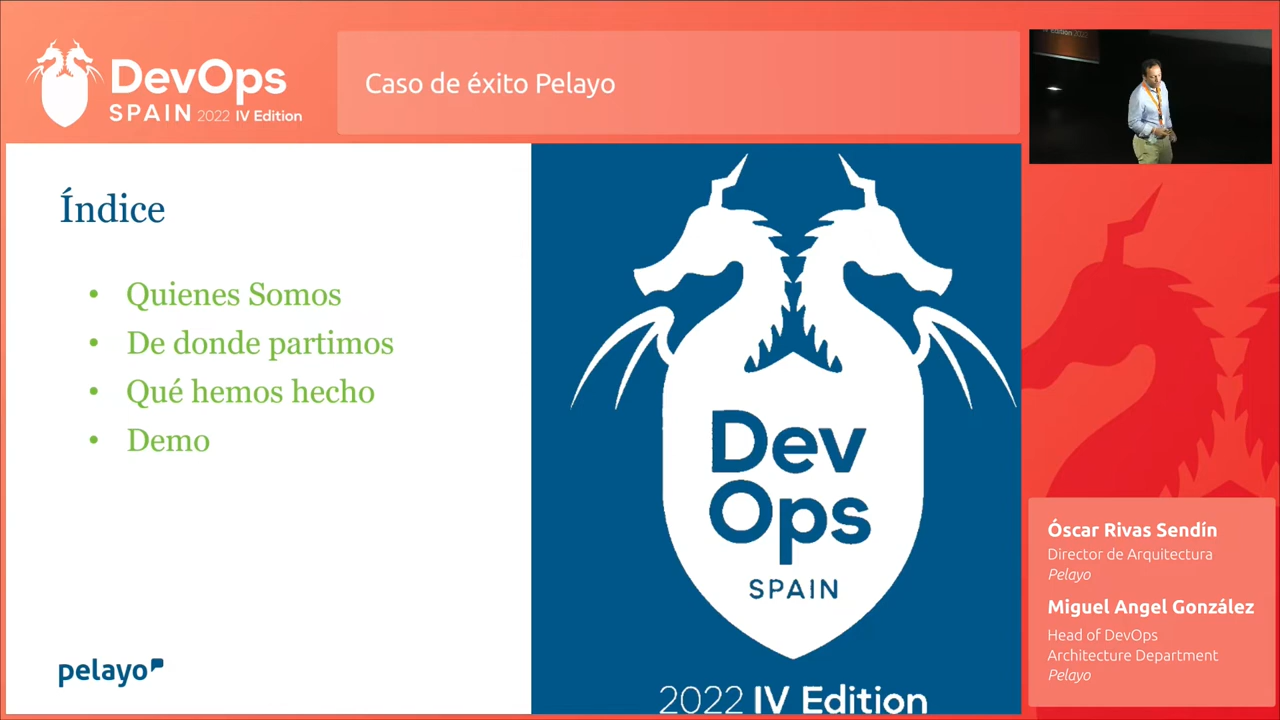 DevOps
SPAIN 2022 IV Edition
Caso de éxito Pelayo
Índice
• Quienes Somos
• De donde partimos
• Qué hemos hecho
• Demo
pelayo
Dev
Ops
SPAIN
2022 IV Edition
Edition 2022
Óscar Rivas Sendín
Director de Arquitectura
Pelayo
Miguel Angel González
Head of DevOps
Architecture Department
Pelayo